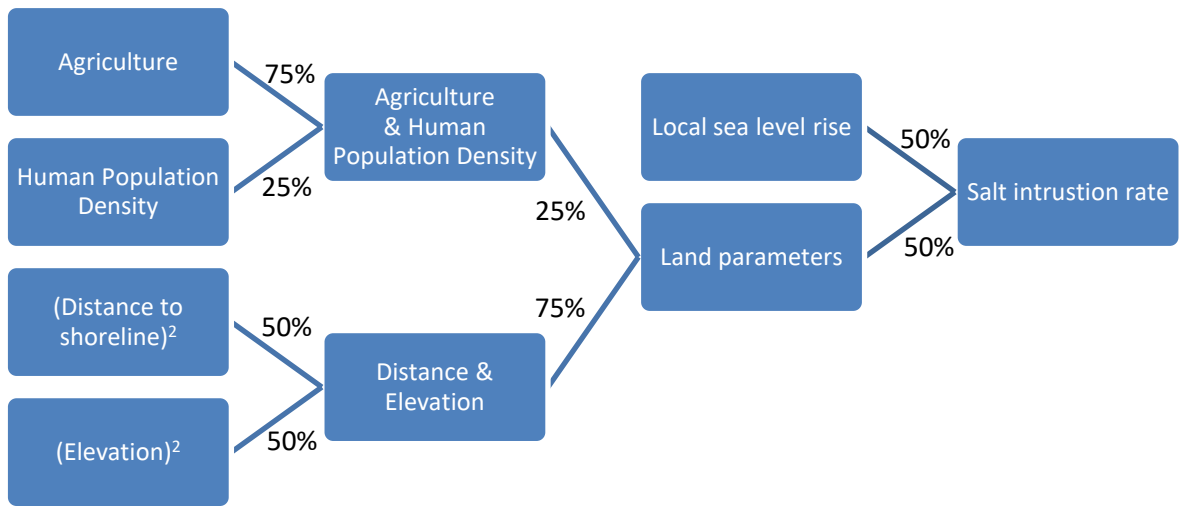 Agriculture
75%
Human Population
Density
25%
Agriculture
& Human
Population Density
25%
(Distance to
shoreline)²
50%
(Elevation)²
50%
Distance &
Elevation
75%
Local sea level rise
50%
Land parameters
50%
Salt intrustion rate